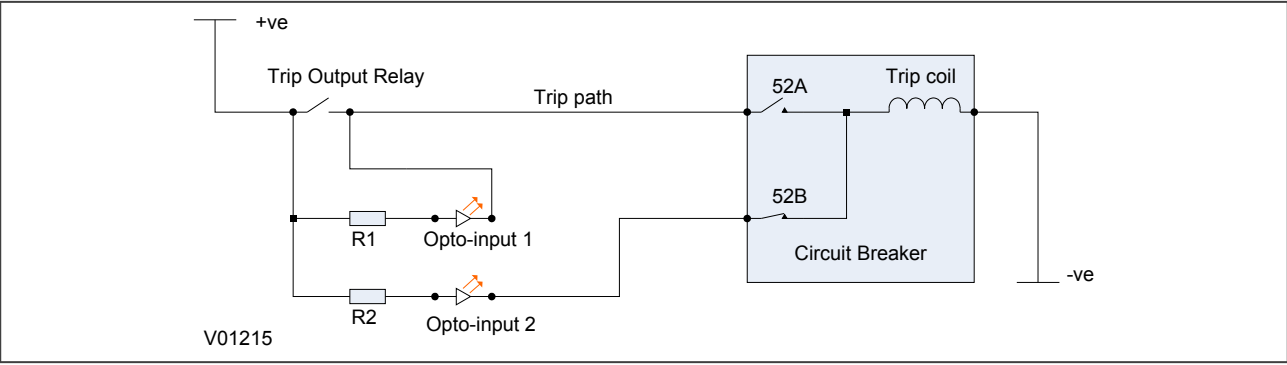 +ve
Trip Output Relay
Trip path
52A
Trip coil
52B
R1
Opto-input 1
Circuit Breaker
-ve
R2
Opto-input 2
V01215